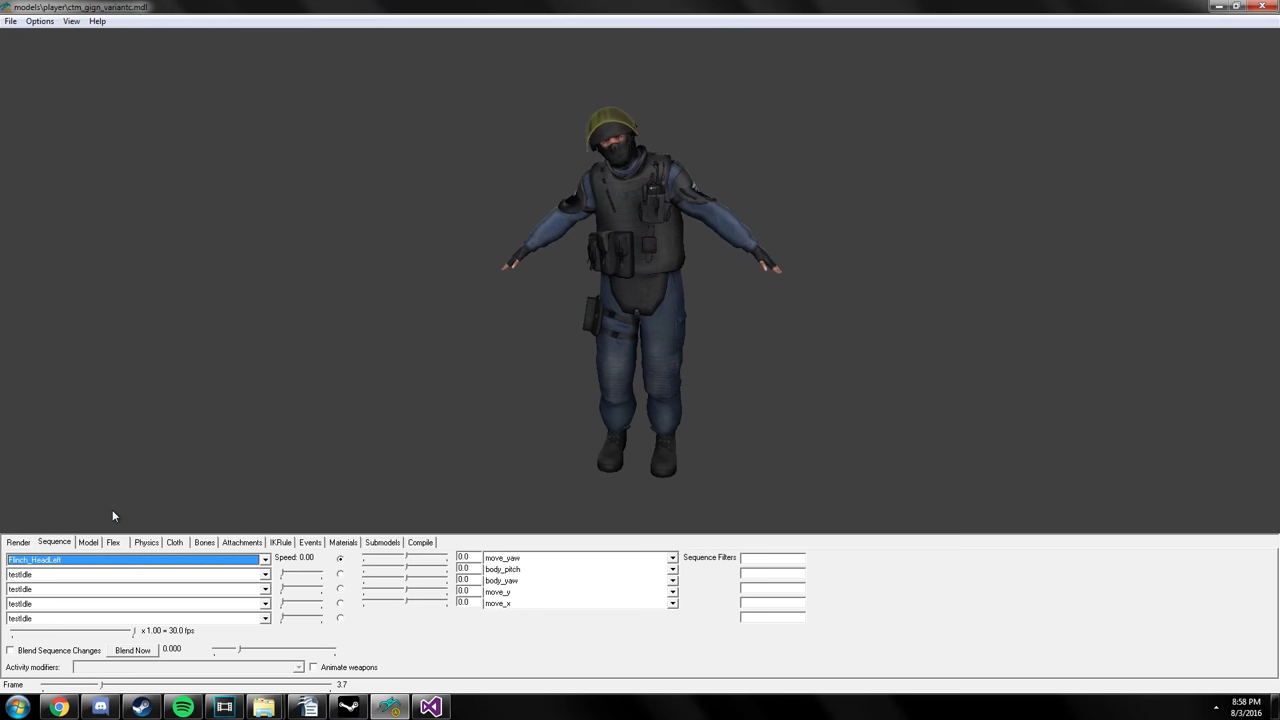 models\player\ctm_gign_variantc.mdl
File Options View Help
Render Sequence Model Flex Physics Cloth Bones Attachments IKRule Events Materials Submodels Compile
Flinch_HeadLeft Speed: 0.00 0.0 move_yaw Sequence Filters
testIdle 0.0 body_pitch
testIdle 0.0 body_yaw
testIdle 0.0 move_y
testIdle 0.0 move_x
x 1.00 = 30.0 fps
Blend Sequence Changes Blend Now 0.000
Activity modifiers: Animate weapons
Frame 3.7
8:58 PM
8/3/2016